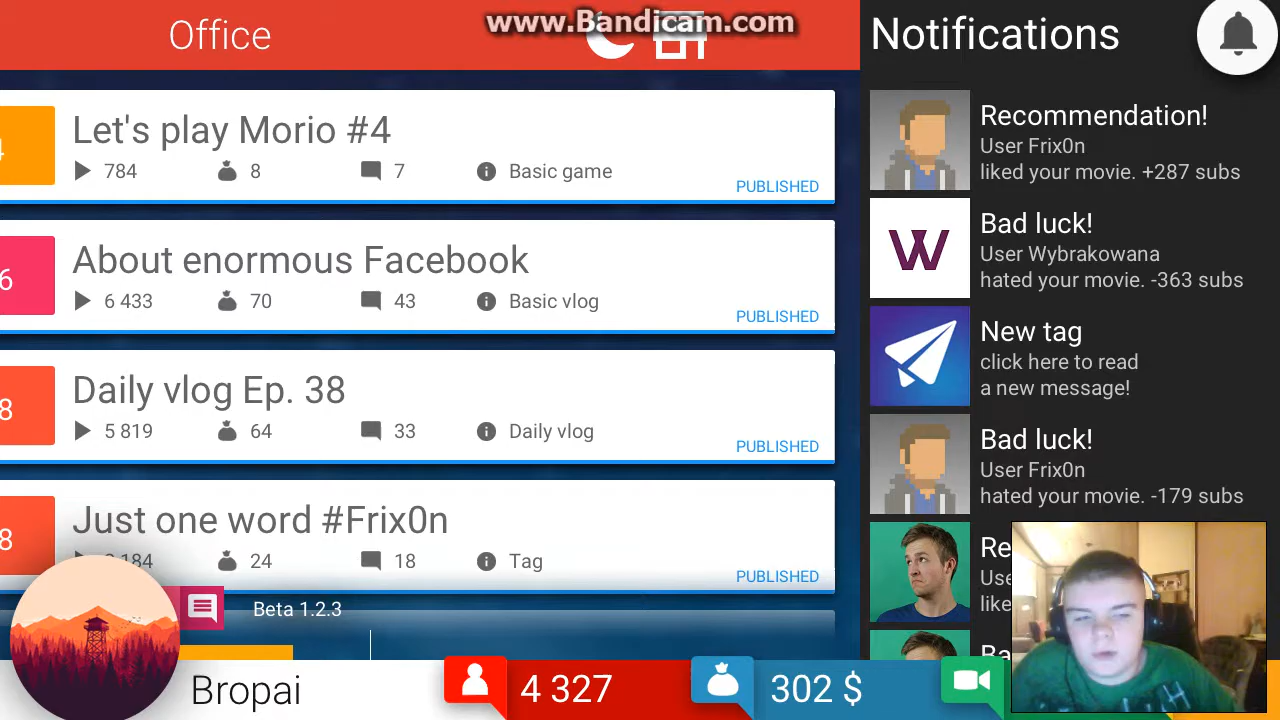 Office
www.Bandicam.com
Notifications
Let's play Morio #4
784
8
7
Basic game
PUBLISHED
6
About enormous Facebook
6 433
70
43
Basic vlog
PUBLISHED
8
Daily vlog Ep. 38
5 819
64
33
Daily vlog
PUBLISHED
8
Just one word #Frix0n
184
24
18
Tag
PUBLISHED
Beta 1.2.3
Bropai
4 327
302 $
Recommendation!
User Frix0n
liked your movie. +287 subs
W
Bad luck!
User Wybrakowana
hated your movie. -363 subs
New tag
click here to read
a new message!
Bad luck!
User Frix0n
hated your movie. -179 subs